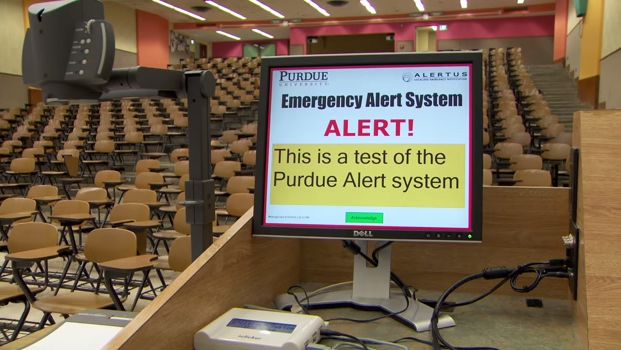 PURDUE
UNIVERSITY
ALERTUS
Emergency Alert System
ALERT!
This is a test of the
Purdue Alert system
Acknowledge
DELL